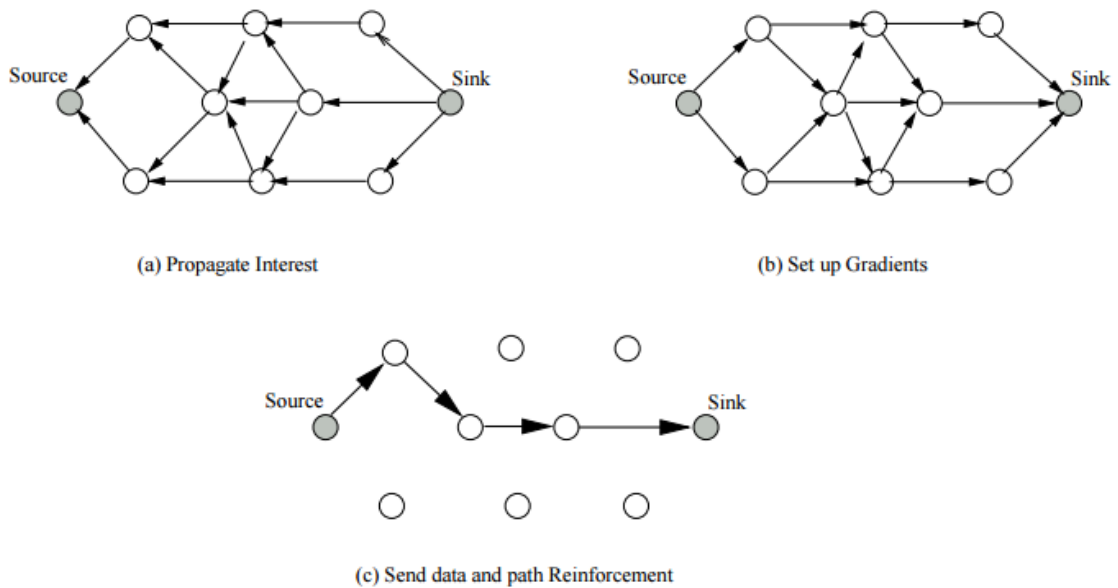 Source
Sink
(a) Propagate Interest
Source
Sink
(b) Set up Gradients
Source
Sink
(c) Send data and path Reinforcement